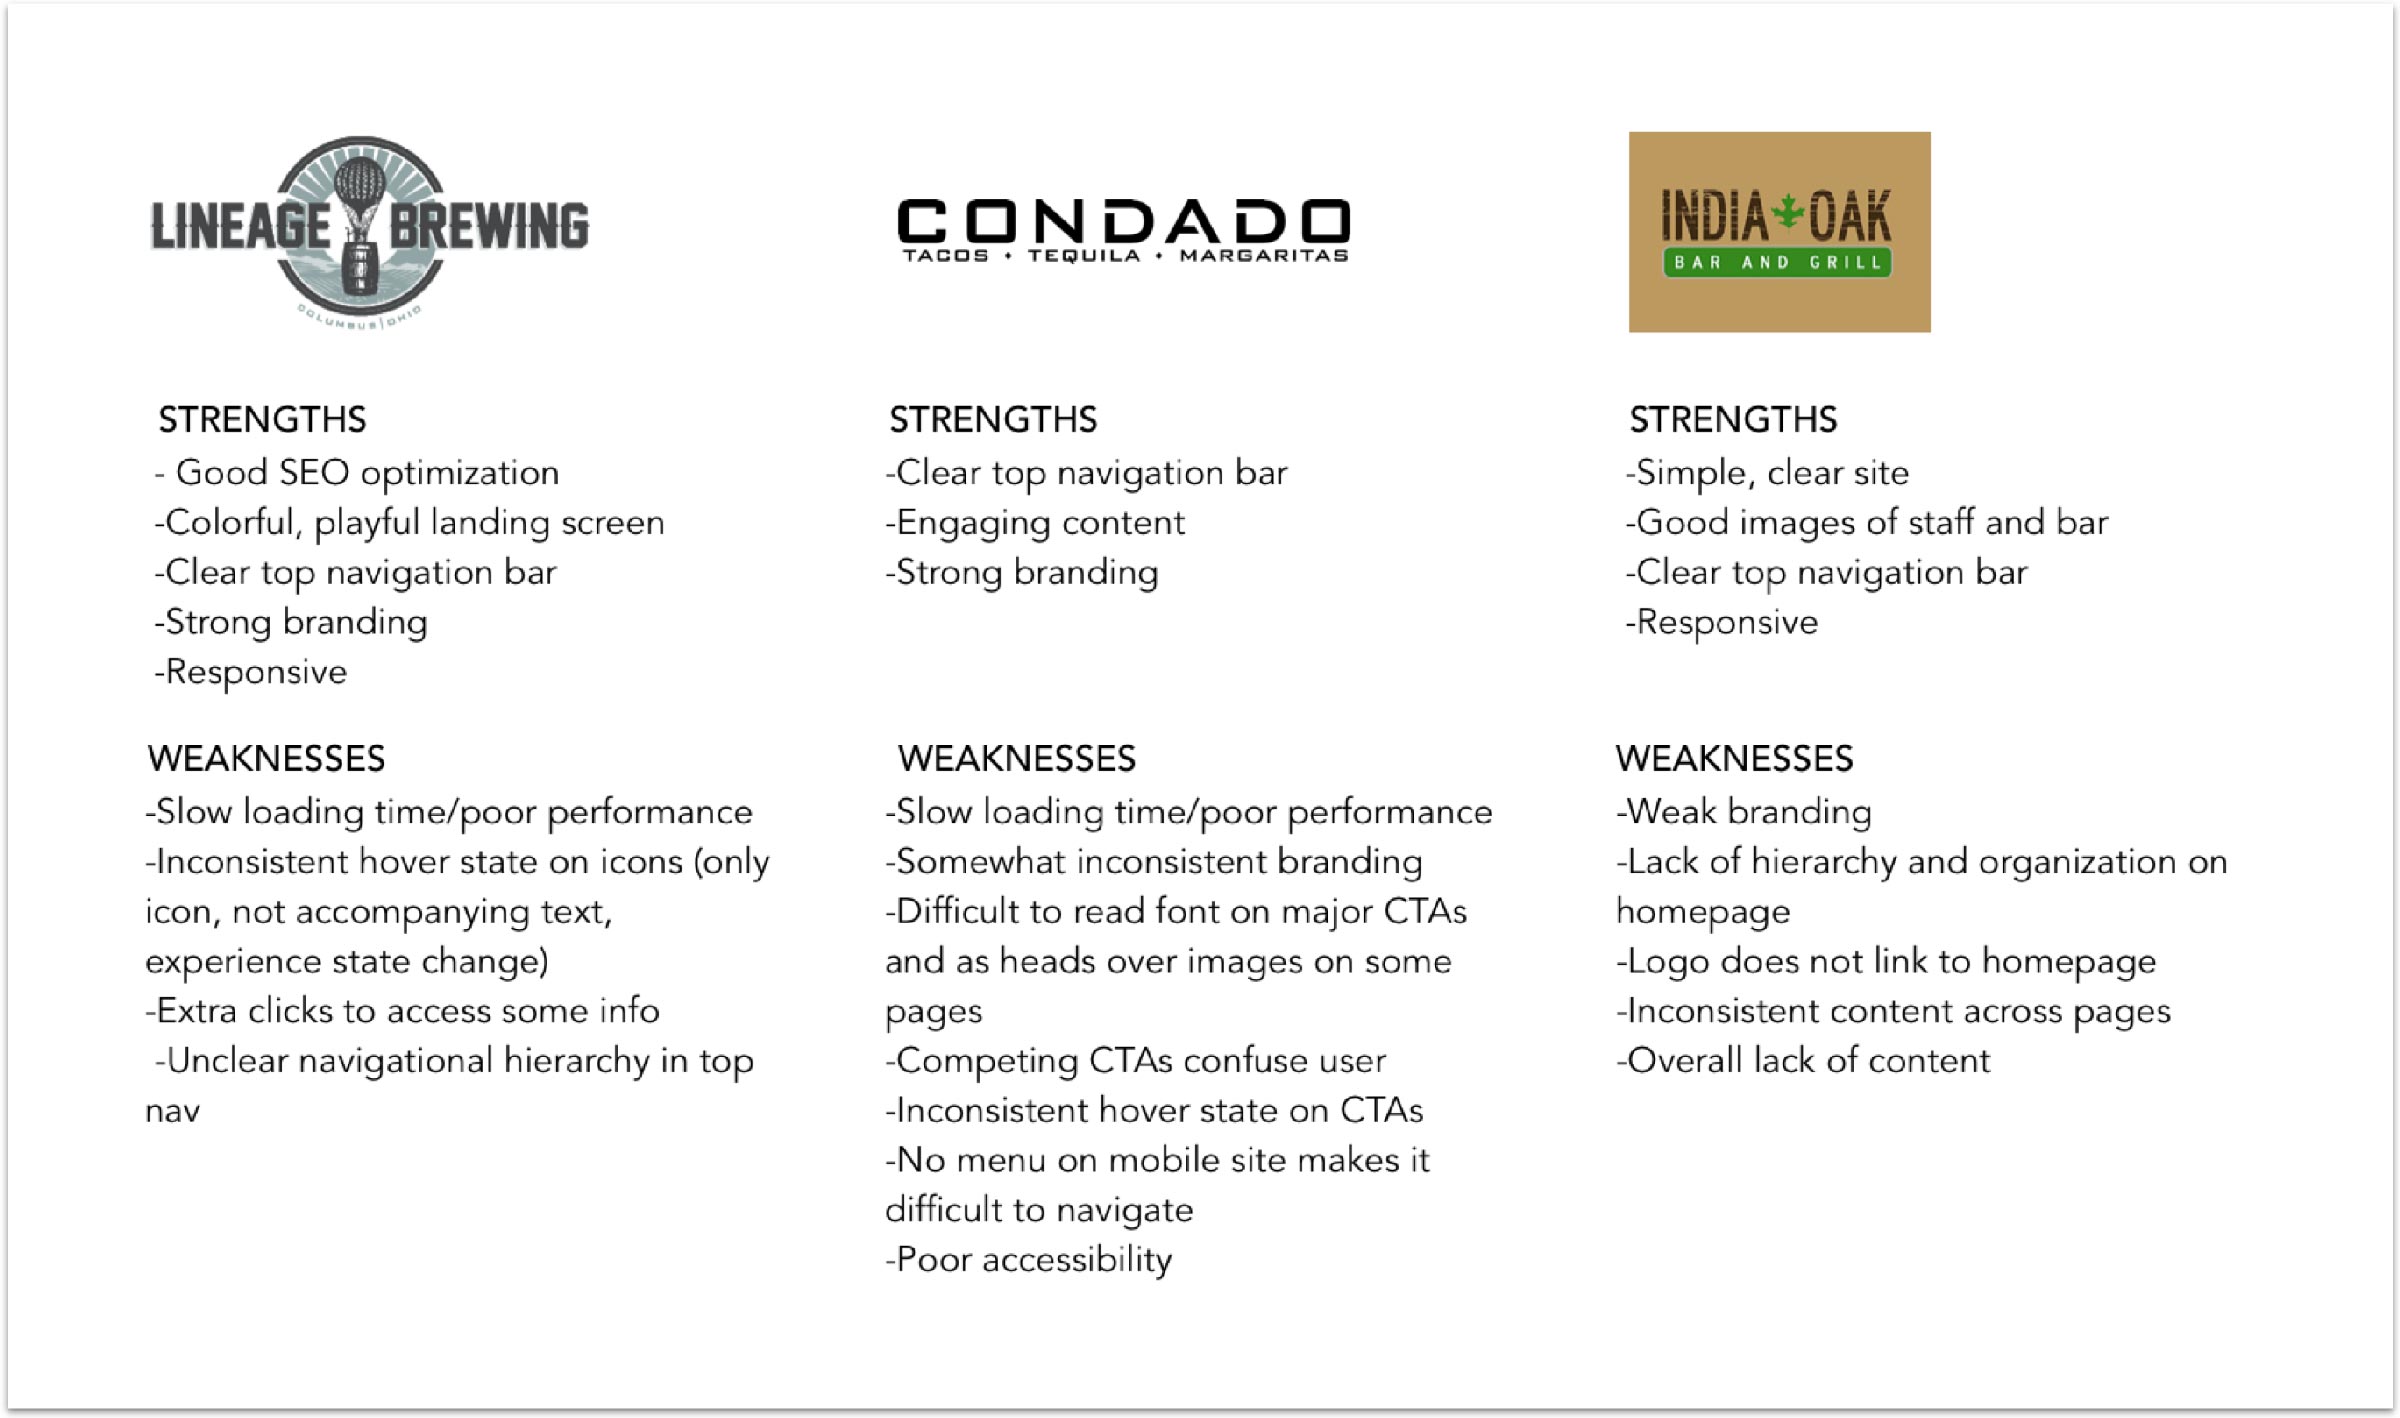 LINEAGE BREWING
COLUMBUS|OHIO
STRENGTHS
- Good SEO optimization
-Colorful, playful landing screen
-Clear top navigation bar
-Strong branding
-Responsive
WEAKNESSES
-Slow loading time/poor performance
-Inconsistent hover state on icons (only
icon, not accompanying text,
experience state change)
-Extra clicks to access some info
-Unclear navigational hierarchy in top
nav
CONDADO
TACOS • TEQUILA • MARGARITAS
STRENGTHS
-Clear top navigation bar
-Engaging content
-Strong branding
WEAKNESSES
-Slow loading time/poor performance
-Somewhat inconsistent branding
-Difficult to read font on major CTAs
and as heads over images on some
pages
-Competing CTAs confuse user
-Inconsistent hover state on CTAs
-No menu on mobile site makes it
difficult to navigate
-Poor accessibility
INDIA OAK
BAR AND GRILL
STRENGTHS
-Simple, clear site
-Good images of staff and bar
-Clear top navigation bar
-Responsive
WEAKNESSES
-Weak branding
-Lack of hierarchy and organization on
homepage
-Logo does not link to homepage
-Inconsistent content across pages
-Overall lack of content